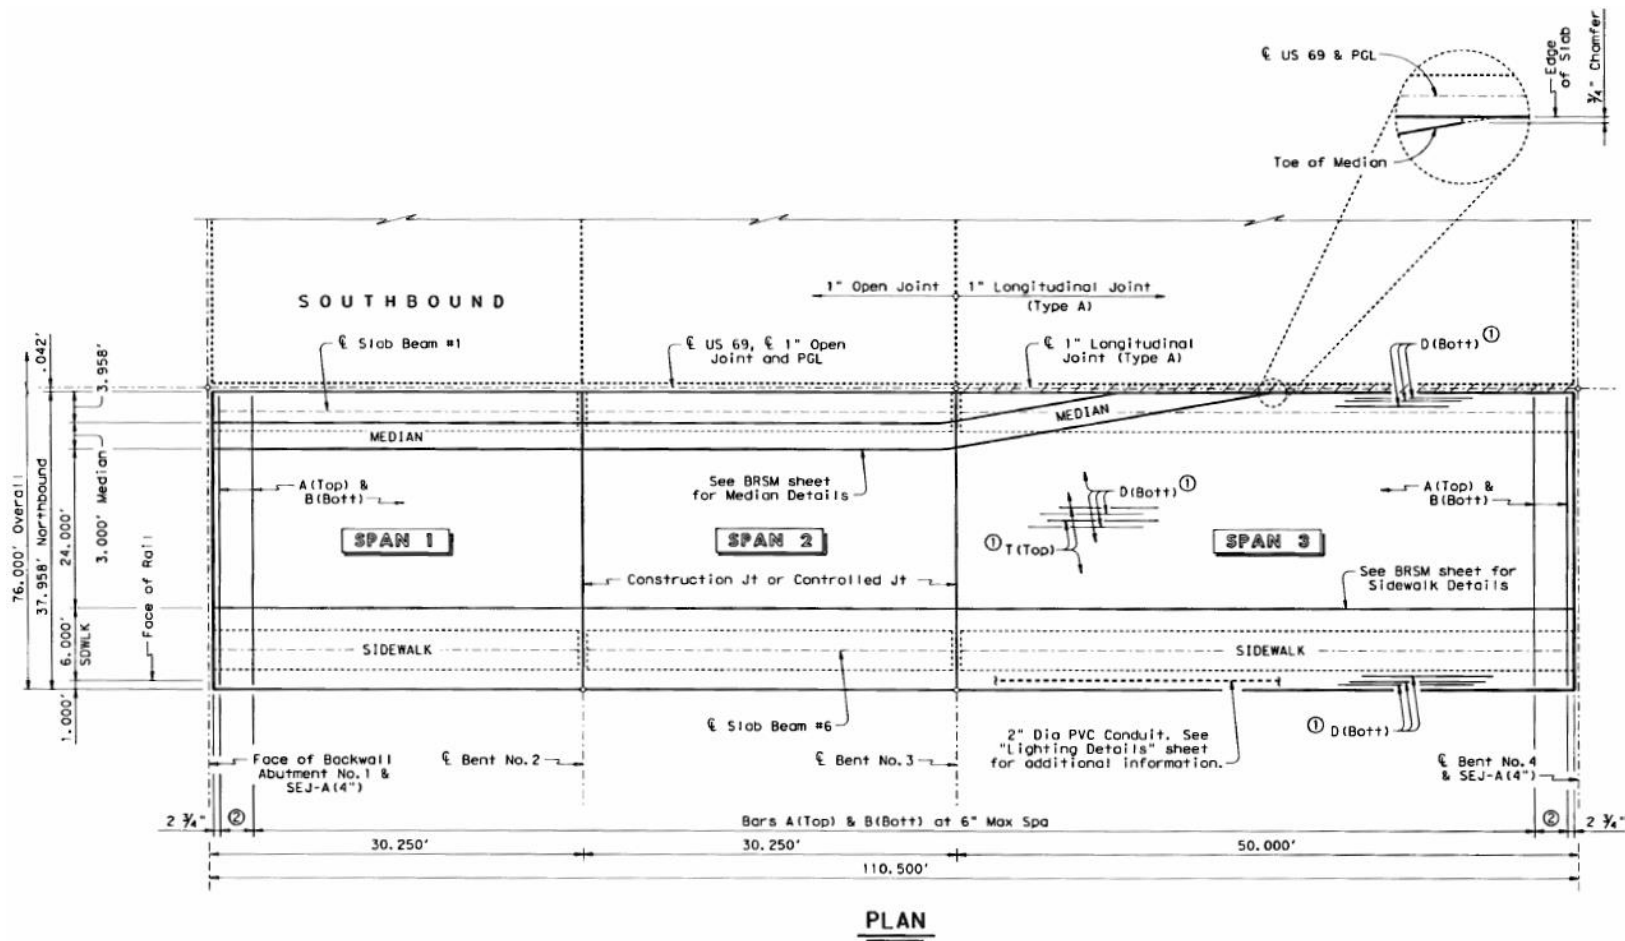 ℄ US 69 & PGL
Edge
of Slab
¾" Chamfer
Toe of Median
SOUTHBOUND
1" Open Joint
1" Longitudinal Joint
(Type A)
℄ Slab Beam #1
℄ US 69, ℄ 1" Open
Joint and PGL
℄ 1" Longitudinal
Joint (Type A)
D(Bott) ①
.042'
3.958'
MEDIAN
MEDIAN
76.000' Overall
37.958' Northbound
24.000'
3.000' Median
Face of Rail
6.000'
SDWLK
1.000'
A(Top) &
B(Bott)
See BRSM sheet
for Median Details
D(Bott) ①
① T(Top)
A(Top) &
B(Bott)
SPAN 1
SPAN 2
SPAN 3
Construction Jt or Controlled Jt
See BRSM sheet for
Sidewalk Details
SIDEWALK
SIDEWALK
℄ Slab Beam #6
2" Dia PVC Conduit. See
"Lighting Details" sheet
for additional information.
① D(Bott)
Face of Backwall
Abutment No.1 &
SEJ-A(4")
℄ Bent No.2
℄ Bent No.3
℄ Bent No.4
& SEJ-A(4")
2 ¾"
②
Bars A(Top) & B(Bott) at 6" Max Spa
②
2 ¾"
30.250'
30.250'
50.000'
110.500'
PLAN